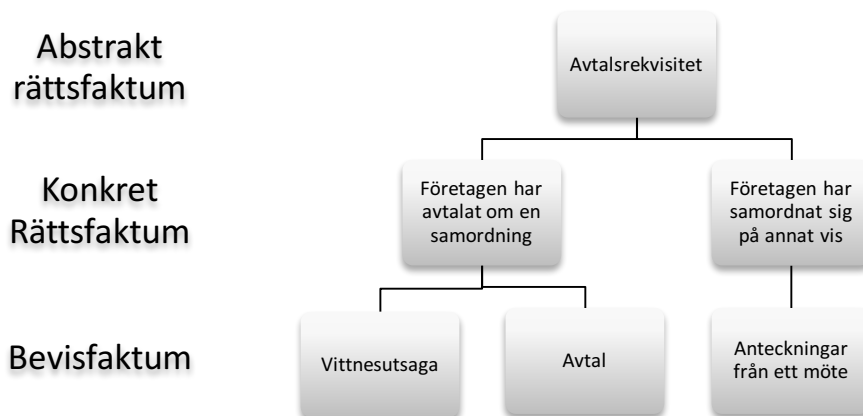 Abstrakt
rättsfaktum
Avtalsrekvisitet
Konkret
Rättsfaktum
Företagen har
avtalat om en
samordning
Företagen har
samordnat sig
på annat vis
Bevisfaktum
Vittnesutsaga
Avtal
Anteckningar
från ett möte